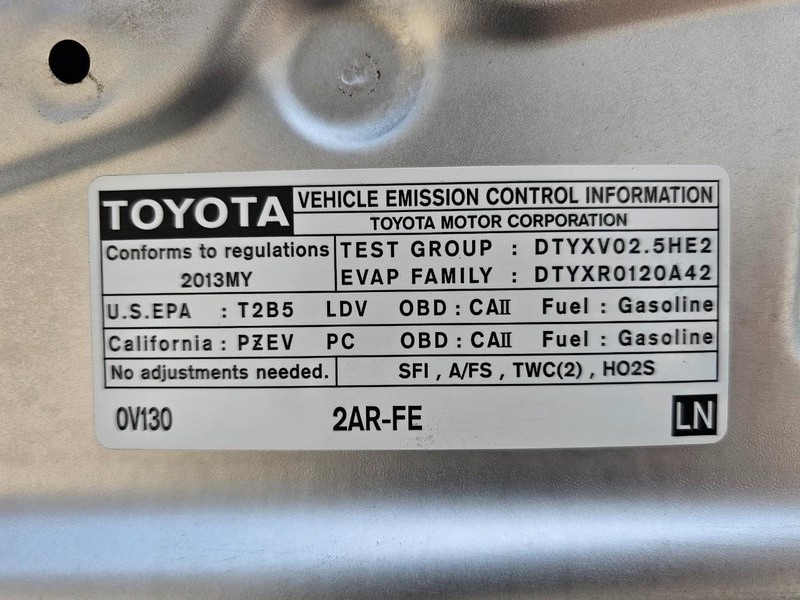 TOYOTA VEHICLE EMISSION CONTROL INFORMATION
TOYOTA MOTOR CORPORATION
Conforms to regulations
2013MY
TEST GROUP : DTYXV02.5HE2
EVAP FAMILY : DTYXR0120A42
U.S.EPA : T2B5 LDV OBD : CAII Fuel : Gasoline
California : PZEV PC OBD : CAII Fuel : Gasoline
No adjustments needed. SFI , A/FS , TWC(2) , HO2S
0V130 2AR-FE LN